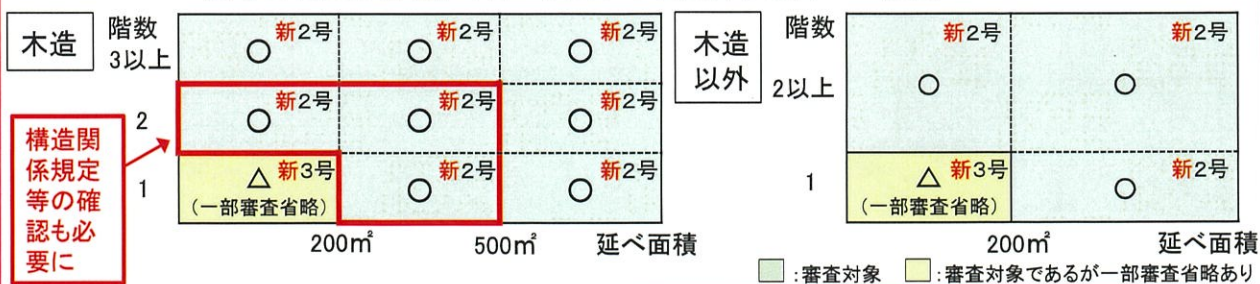 木造
階数
3以上
2
1
新2号
○
新2号
○
新2号
○
新2号
○
新2号
○
新2号
○
新3号
△
(一部審査省略)
新2号
○
新2号
○
200㎡
500㎡
延べ面積
構造関
係規定
等の確
認も必
要に
木造
以外
階数
2以上
1
新2号
○
新2号
○
新3号
△
(一部審査省略)
新2号
○
200㎡
延べ面積
:審査対象
:審査対象であるが一部審査省略あり